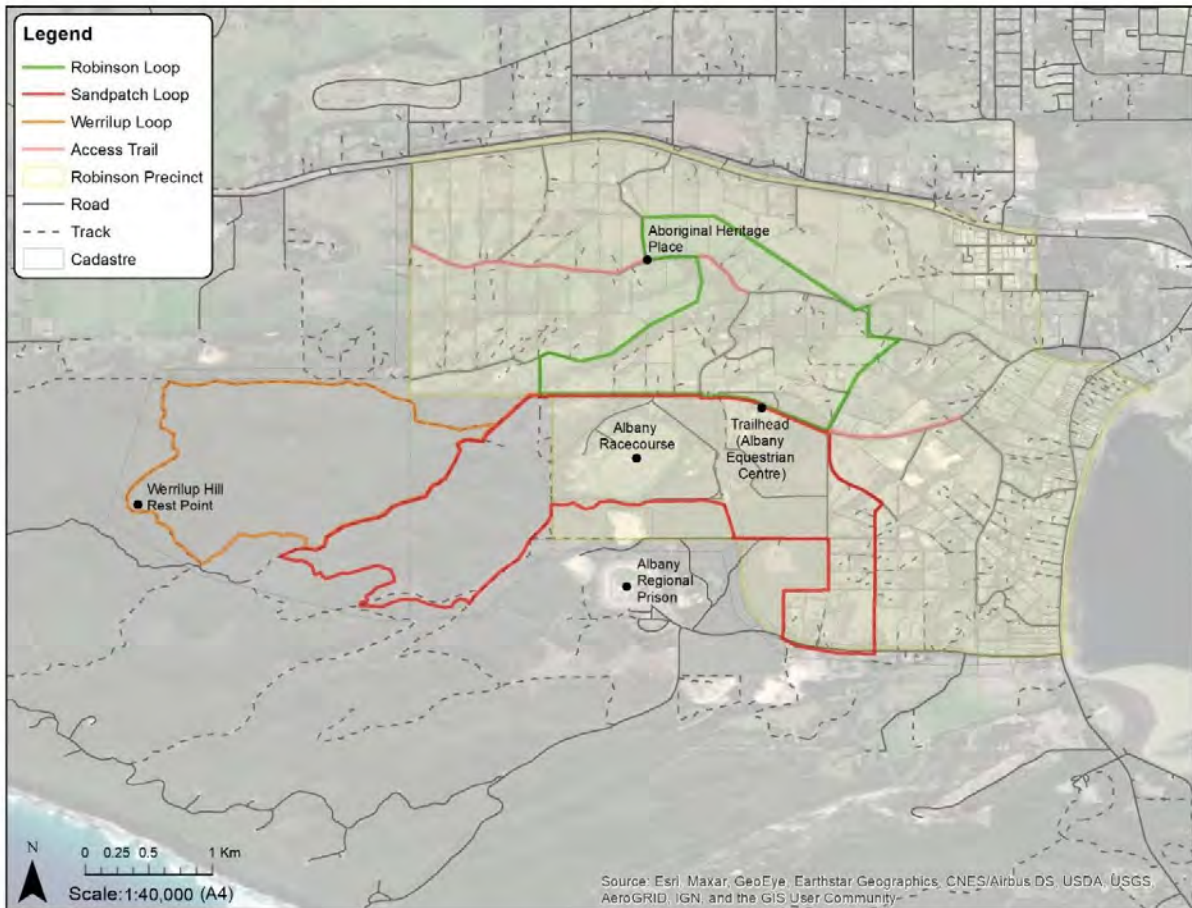 Legend
Robinson Loop
Sandpatch Loop
Werrilup Loop
Access Trail
Robinson Precinct
Road
Track
Cadastre
Aboriginal Heritage
Place
Trailhead
(Albany
Equestrian
Centre)
Albany
Racecourse
Werrilup Hill
Rest Point
Albany
Regional
Prison
N
0 0.25 0.5 1 Km
Scale:1:40,000 (A4)
Source: Esri, Maxar, GeoEye, Earthstar Geographics, CNES/Airbus DS, USDA, USGS,
AeroGRID, IGN, and the GIS User Community